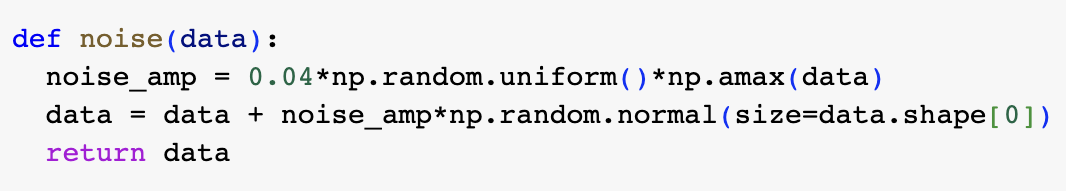 def noise(data):
  noise_amp = 0.04*np.random.uniform()*np.amax(data)
  data = data + noise_amp*np.random.normal(size=data.shape[0])
  return data